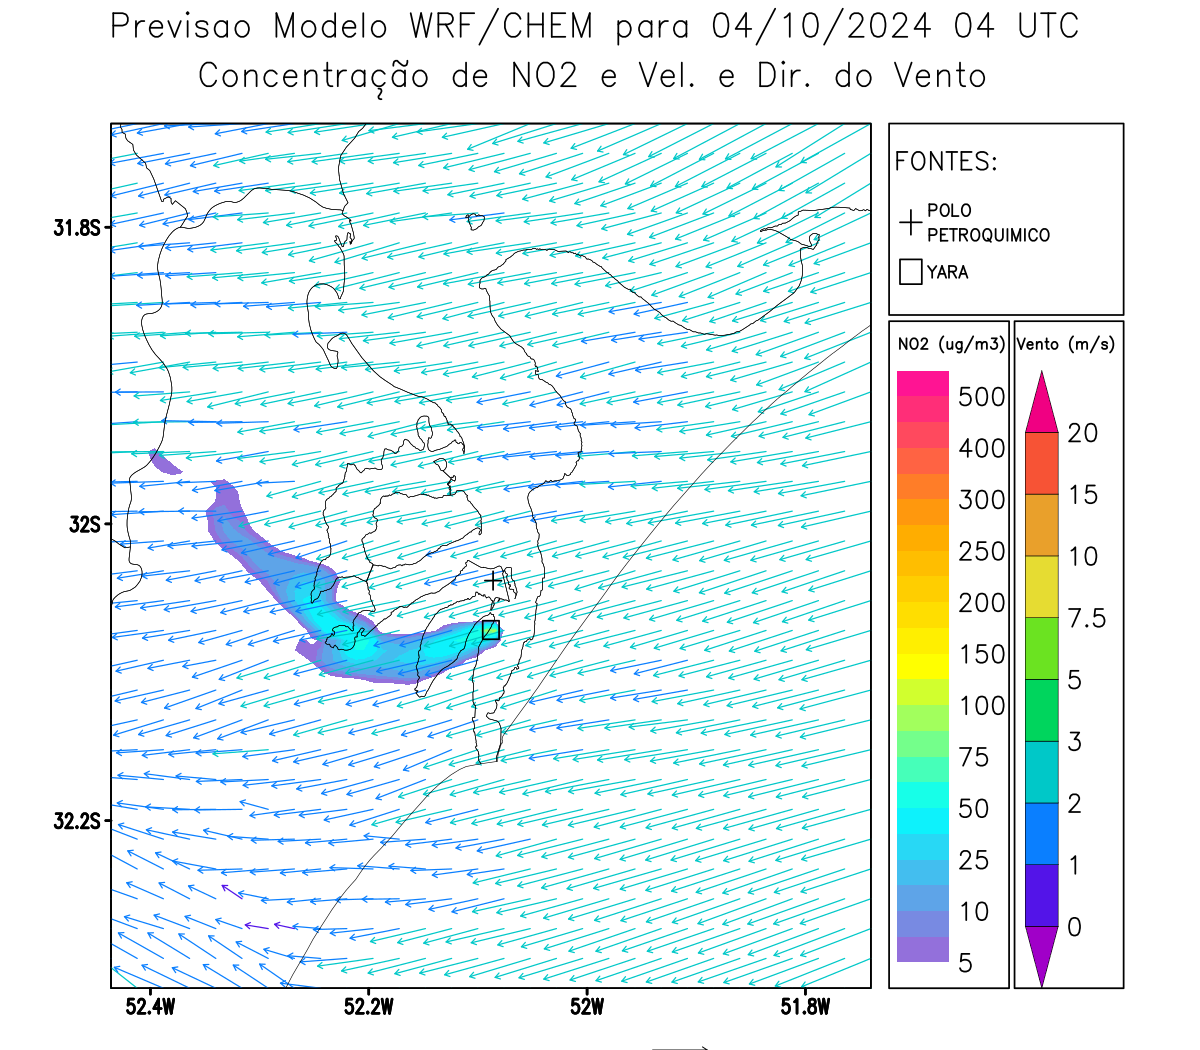 Previsao Modelo WRF/CHEM para 04/10/2024 04 UTC
Concentração de NO2 e Vel. e Dir. do Vento
FONTES:
POLO
PETROQUIMICO
YARA
NO2 (ug/m3)
500
400
300
250
200
150
100
75
50
25
10
5
Vento (m/s)
20
15
10
7.5
5
3
2
1
0
31.8S
32S
32.2S
52.4W
52.2W
52W
51.8W